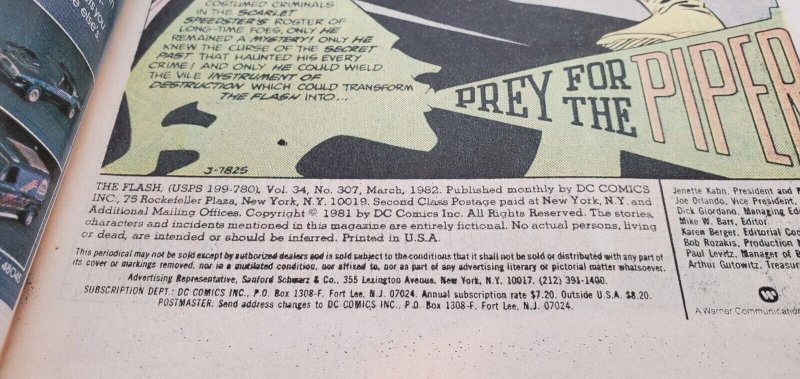 COSTUMED CRIMINALS
IN THE SCARLET
SPEEDSTER'S ROSTER OF
LONG-TIME FOES, ONLY HE
REMAINED A MYSTERY! ONLY HE
KNEW THE CURSE OF THE SECRET
PAST THAT HAUNTED HIS EVERY
CRIME! AND ONLY HE COULD WIELD
THE VILE INSTRUMENT OF
DESTRUCTION WHICH COULD TRANSFORM
THE FLASH INTO...
PREY FOR THE PIPER
J-7825
THE FLASH, (USPS 199-780), Vol. 34, No. 307, March, 1982. Published monthly by DC COMICS
INC., 75 Rockefeller Plaza, New York, N.Y. 10019. Second Class Postage paid at New York, N.Y. and
Additional Mailing Offices. Copyright © 1981 by DC Comics Inc. All Rights Reserved. The stories,
characters and incidents mentioned in this magazine are entirely fictional. No actual persons, living
or dead, are intended or should be inferred. Printed in U.S.A.
This periodical may not be sold except by authorized dealers and is sold subject to the conditions that it shall not be sold or distributed with any part of
its cover or markings removed, nor in a mutilated condition, nor affixed to, nor as part of any advertising literary or pictorial matter whatsoever.
Advertising Representative, Sanford Schwarz & Co., 355 Lexington Avenue, New York, N.Y. 10017. (212) 391-1400.
SUBSCRIPTION DEPT.: DC COMICS INC., P.O. Box 1308-F, Fort Lee, N.J. 07024. Annual subscription rate $7.20. Outside U.S.A. $8.20.
POSTMASTER: Send address changes to DC COMICS INC., P.O. Box 1308-F, Fort Lee, N.J. 07024.
Jenette Kahn, President and
Joe Orlando, Vice President,
Dick Giordano, Managing Ed
Mike W. Barr, Editor
Karen Berger, Editorial Co
Bob Rozakis, Production
Paul Levitz, Manager of B
Arthur Gutowitz, Treasur
A Warner Communicatio
else's